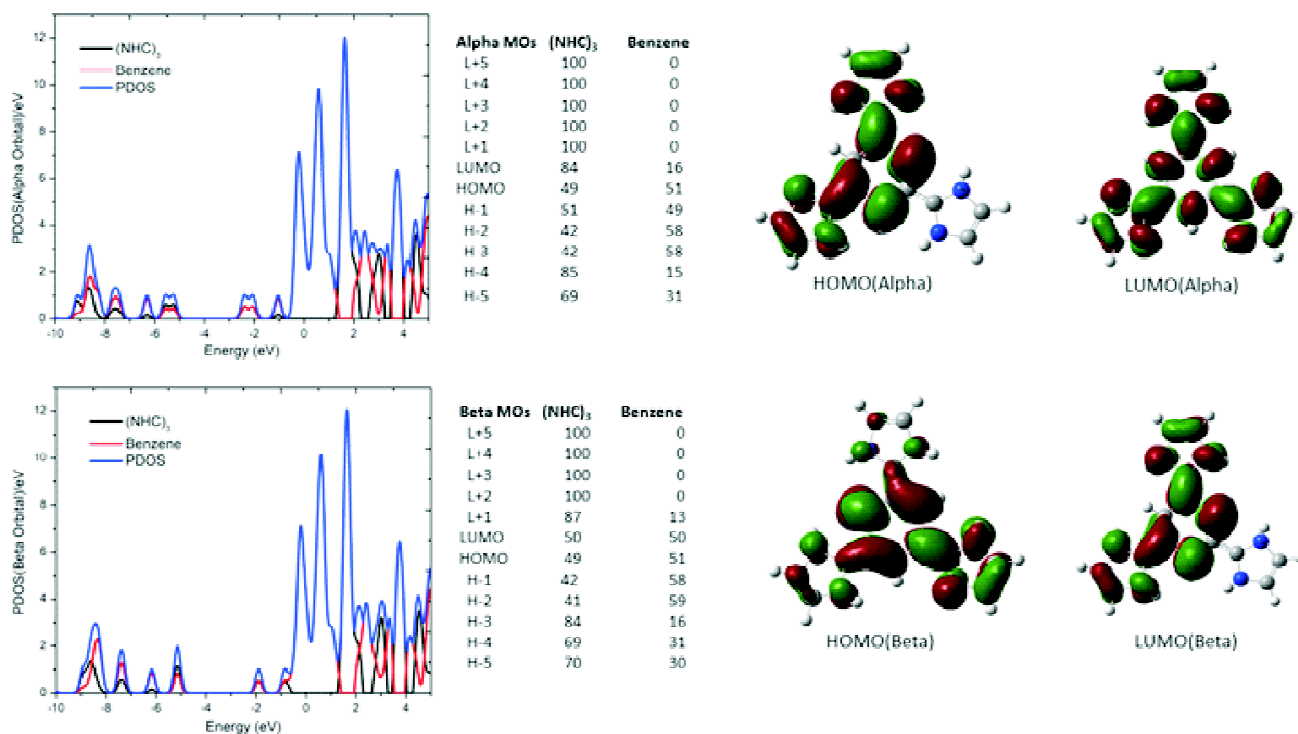 12
10
8
6
4
2
0
PDOS(Alpha Orbital)/eV
(NHC)3
Benzene
PDOS
-10 -8 -6 -4 -2 0 2 4
Energy (eV)
Alpha MOs (NHC)3 Benzene
L+5 100 0
L+4 100 0
L+3 100 0
L+2 100 0
L+1 100 0
LUMO 84 16
HOMO 49 51
H-1 51 49
H-2 42 58
H-3 42 58
H-4 85 15
H-5 69 31
HOMO(Alpha)
LUMO(Alpha)
12
10
8
6
4
2
0
PDOS(Beta Orbital)/eV
(NHC)3
Benzene
PDOS
-10 -8 -6 -4 -2 0 2 4
Energy (eV)
Beta MOs (NHC)3 Benzene
L+5 100 0
L+4 100 0
L+3 100 0
L+2 100 0
L+1 87 13
LUMO 50 50
HOMO 49 51
H-1 42 58
H-2 41 59
H-3 84 16
H-4 69 31
H-5 70 30
HOMO(Beta)
LUMO(Beta)